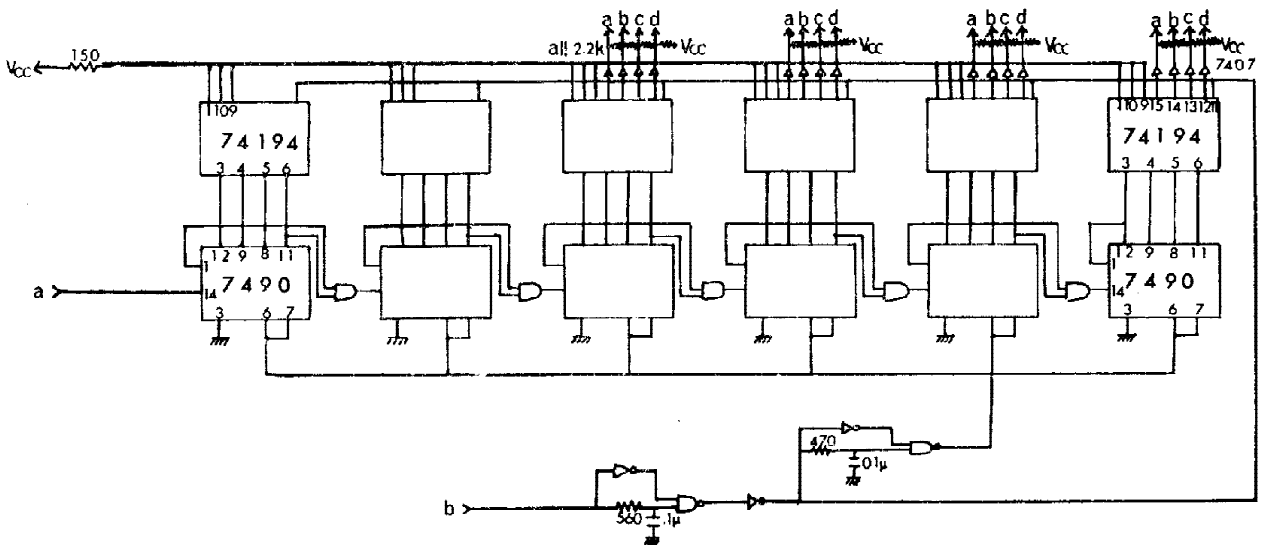 a b c d a b c d a b c d a b c d
Vcc 150 all 2.2k Vcc Vcc Vcc 7407
1 10 9 1 10 9 15 14 13 12 11
74194 74194
3 4 5 6 3 4 5 6
12 9 8 11 12 9 8 11
1 1
a 14 7490 14 7490
3 6 7 3 6 7
470
01μ
b 560 .1μ